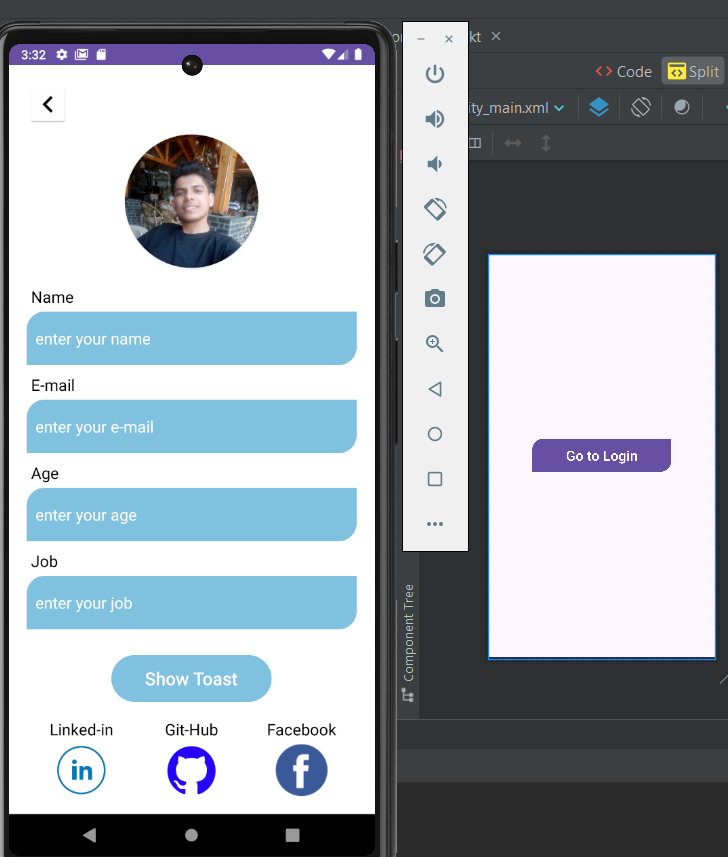 3:32
Name
enter your name
E-mail
enter your e-mail
Age
enter your age
Job
enter your job
Show Toast
Linked-in Git-Hub Facebook
in
f
kt
Code Split
ity_main.xml
Go to Login
Component Tree